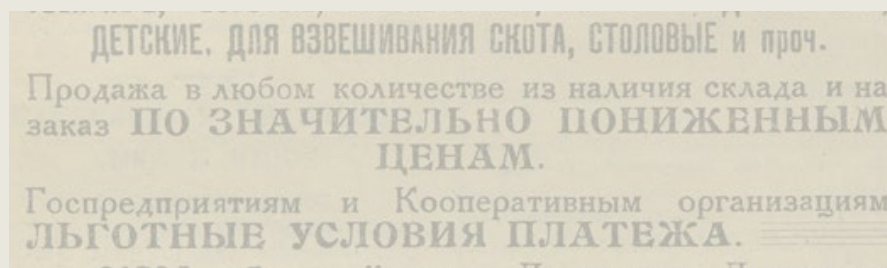 ДЕТСКИЕ, ДЛЯ ВЗВЕШИВАНИЯ СКОТА, СТОЛОВЫЕ и проч.
Продажа в любом количестве из наличия склада и на
заказ ПО ЗНАЧИТЕЛЬНО ПОНИЖЕННЫМ
ЦЕНАМ.
Госпредприятиям и Кооперативным организациям
ЛЬГОТНЫЕ УСЛОВИЯ ПЛАТЕЖА.